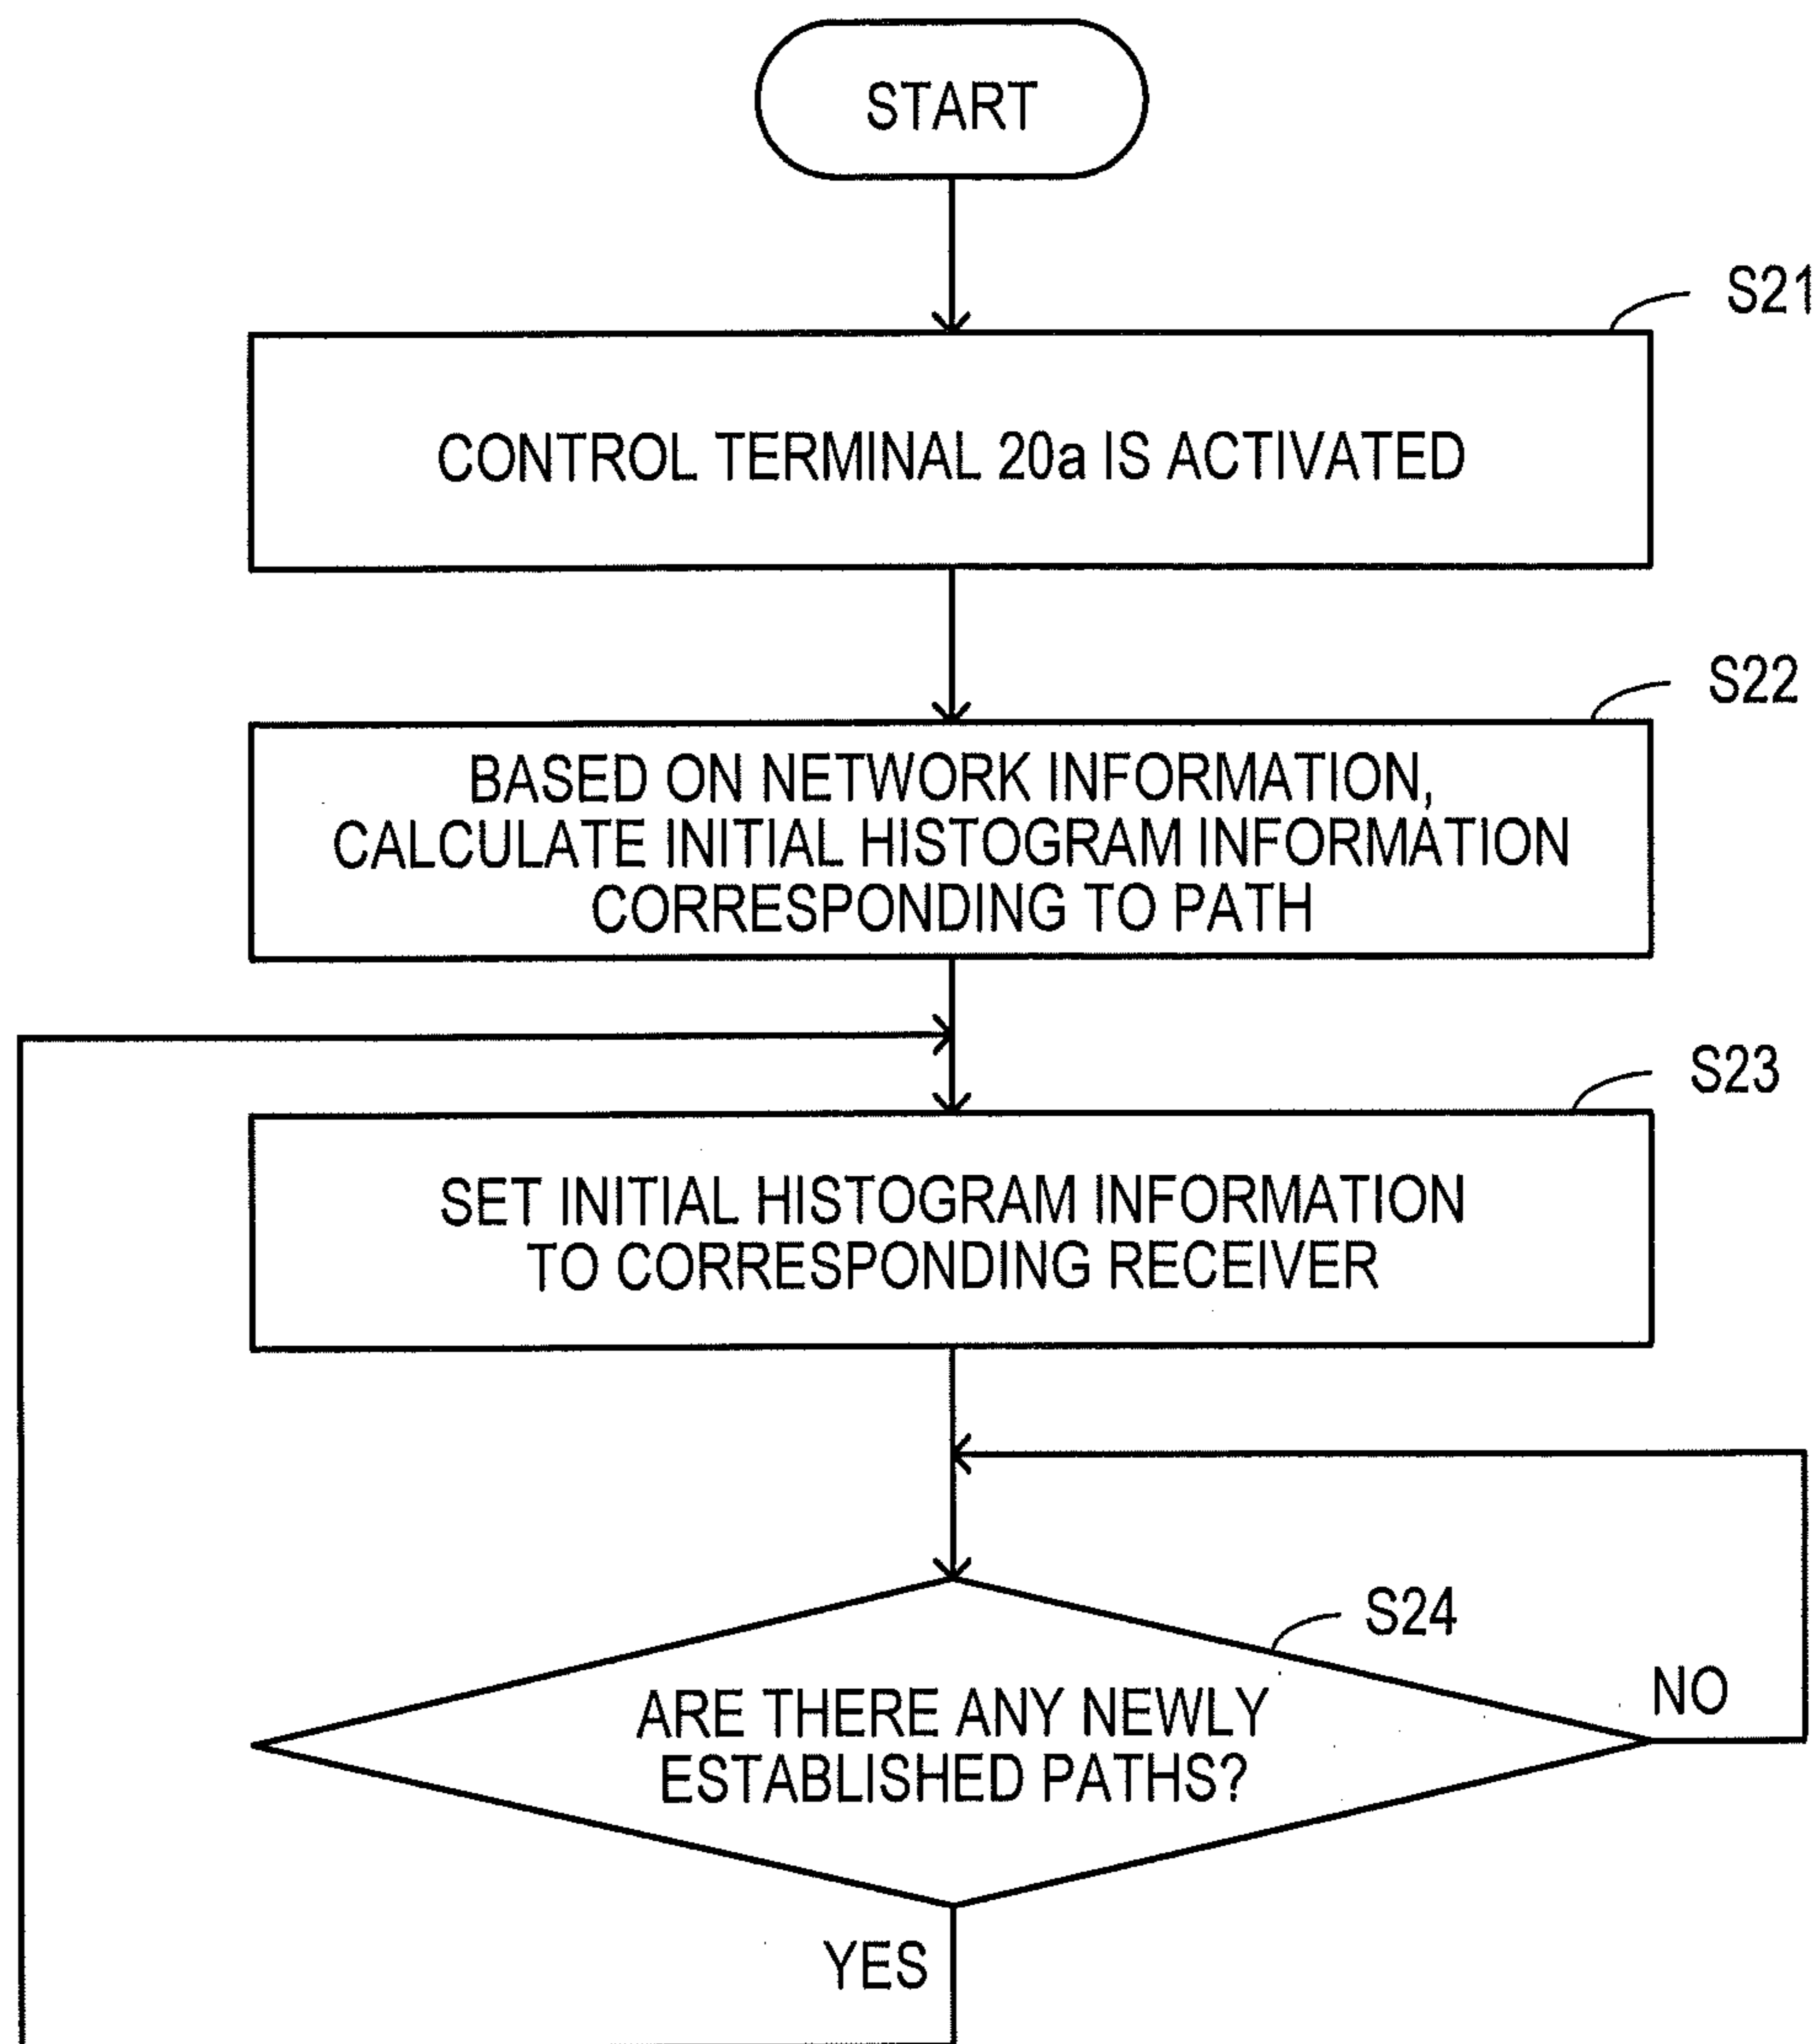 START
S21
CONTROL TERMINAL 20a IS ACTIVATED
S22
BASED ON NETWORK INFORMATION,
CALCULATE INITIAL HISTOGRAM INFORMATION
CORRESPONDING TO PATH
S23
SET INITIAL HISTOGRAM INFORMATION
TO CORRESPONDING RECEIVER
S24
ARE THERE ANY NEWLY
ESTABLISHED PATHS?
NO
YES